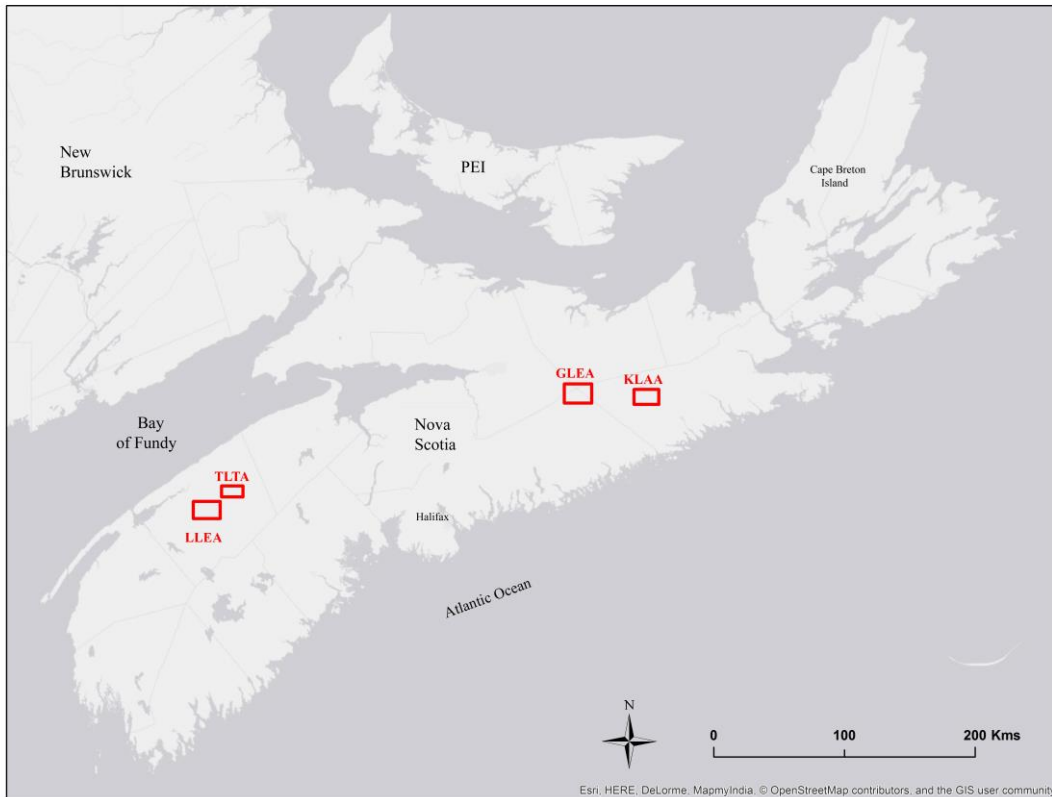 New
Brunswick
PEI
Cape Breton
Island
GLEA
KLAA
Bay
of Fundy
Nova
Scotia
TLTA
LLEA
Halifax
Atlantic Ocean
N
0 100 200 Kms
Esri, HERE, DeLorme, MapmyIndia, © OpenStreetMap contributors, and the GIS user community